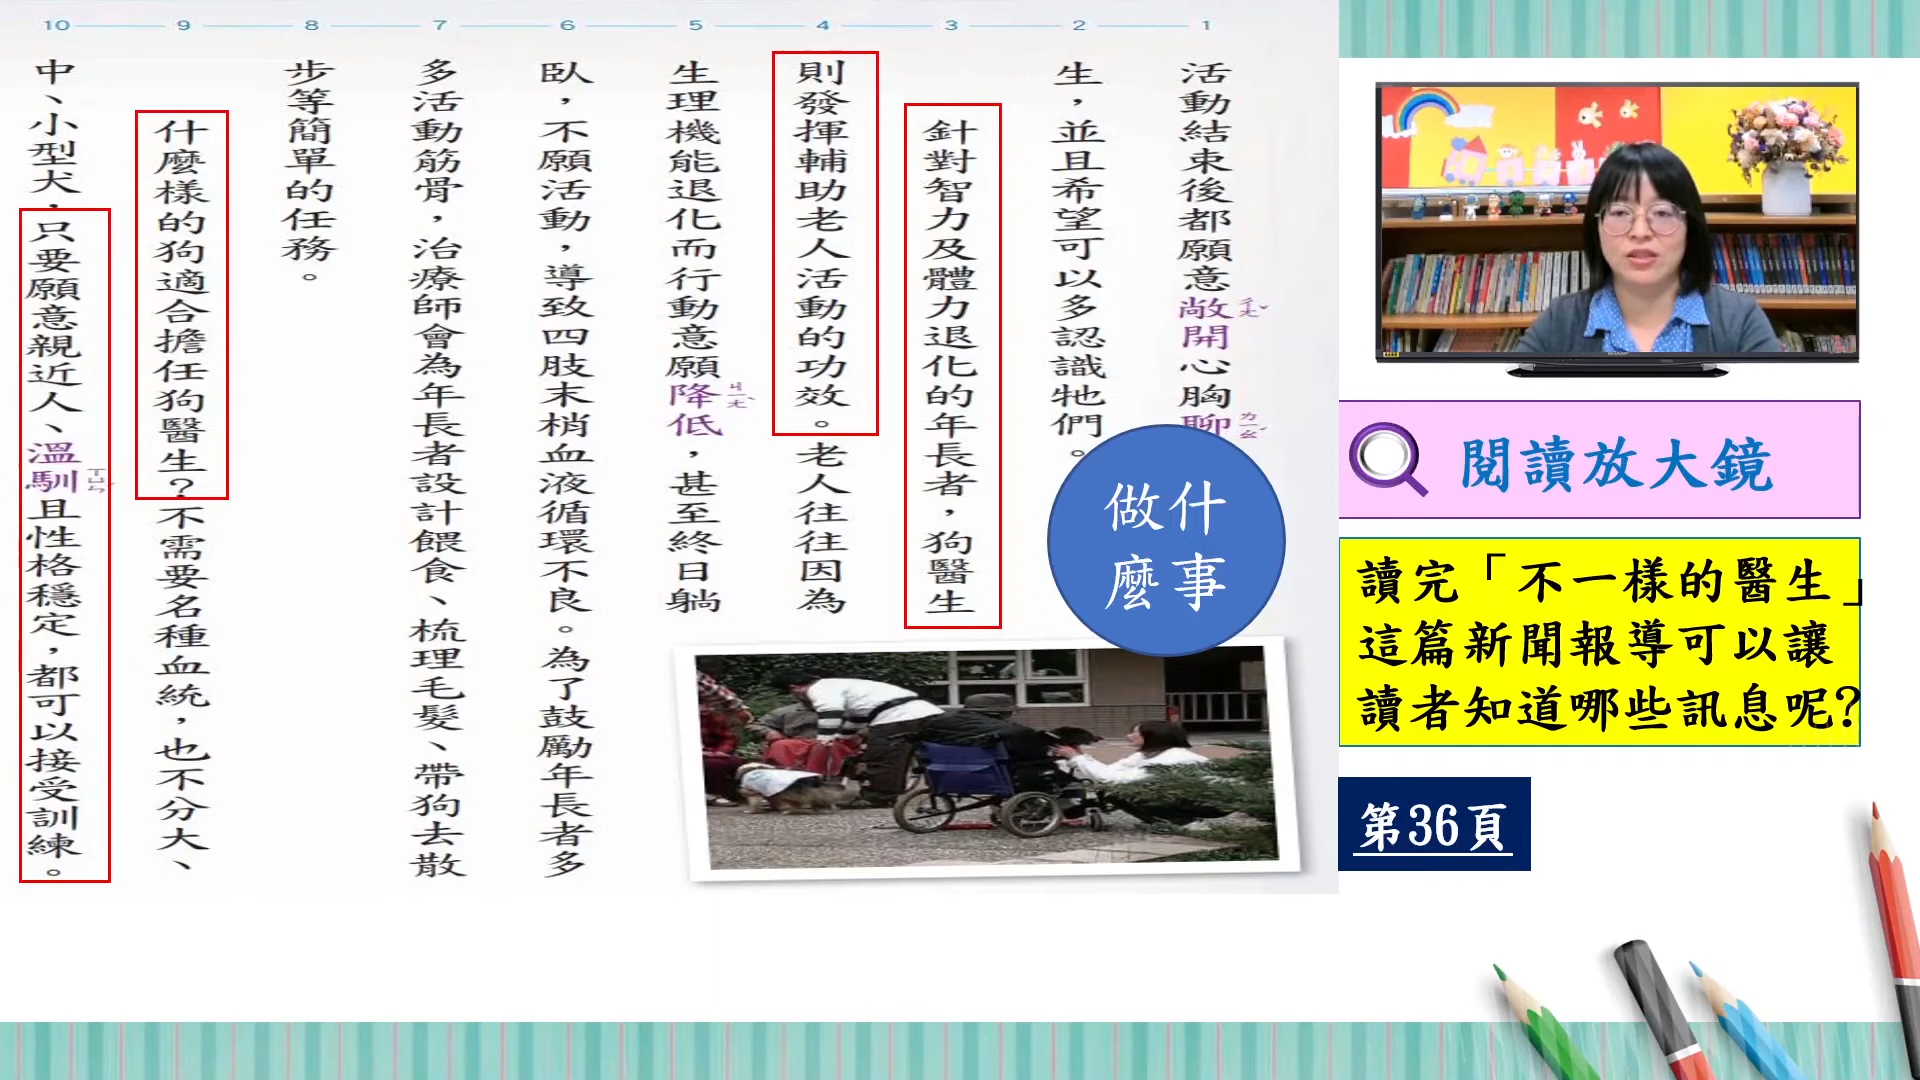 1
2
3
4
5
6
7
8
9
10
活動結束後都願意敞開心胸聊
生，並且希望可以多認識牠們。
針對智力及體力退化的年長者，狗醫生
則發揮輔助老人活動的功效。老人往往因為
生理機能退化而行動意願降低，甚至終日躺
臥，不願活動，導致四肢末梢血液循環不良。為了鼓勵年長者多
多活動筋骨，治療師會為年長者設計餵食、梳理毛髮、帶狗去散
步等簡單的任務。
什麼樣的狗適合擔任狗醫生？不需要名種血統，也不分大、
中、小型犬，只要願意親近人、溫馴且性格穩定，都可以接受訓練。
ㄔㄤˇ
ㄌㄧㄠˊ
ㄐㄧㄤˋ
ㄒㄩㄣˊ
做什
麼事
閱讀放大鏡
讀完「不一樣的醫生」
這篇新聞報導可以讓
讀者知道哪些訊息呢?
第36頁